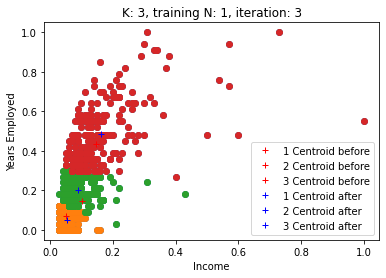 K: 3, training N: 1, iteration: 3
1.0
0.8
0.6
0.4
0.2
0.0
Years Employed
1 Centroid before
2 Centroid before
3 Centroid before
1 Centroid after
2 Centroid after
3 Centroid after
0.0 0.2 0.4 0.6 0.8 1.0
Income